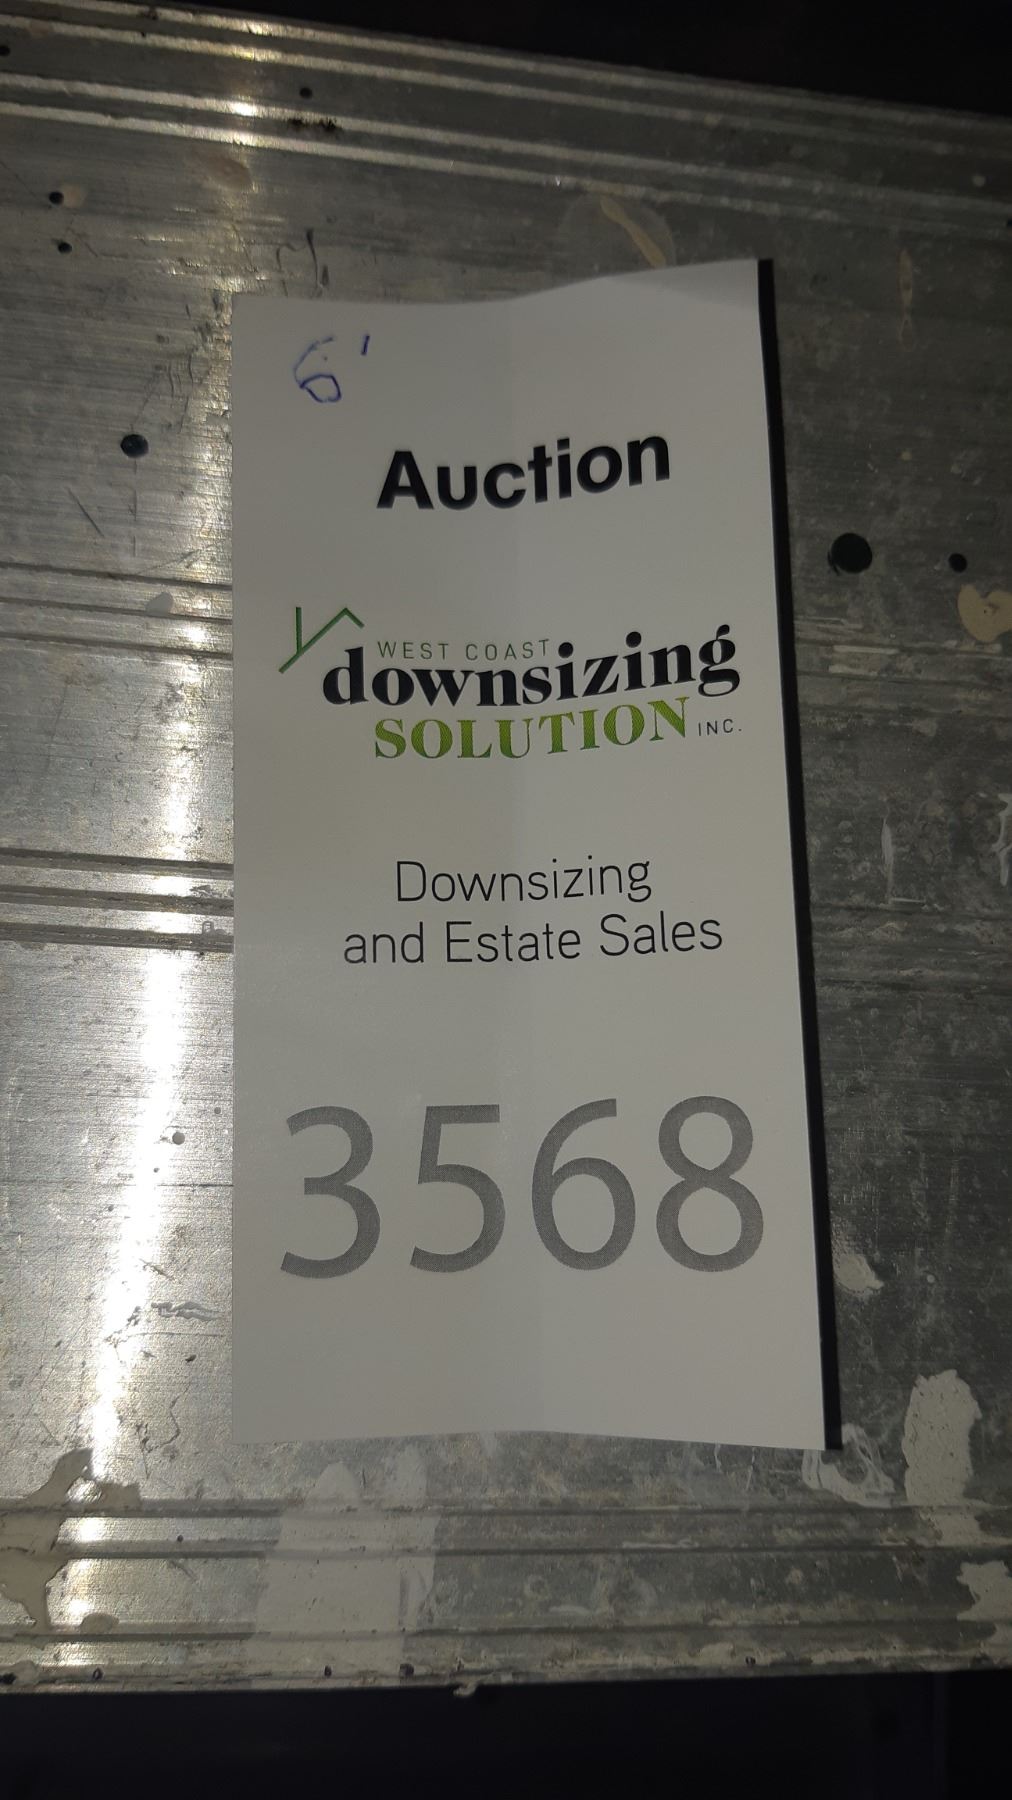 6'
Auction
WEST COAST
downsizing
SOLUTION INC.
Downsizing
and Estate Sales
3568